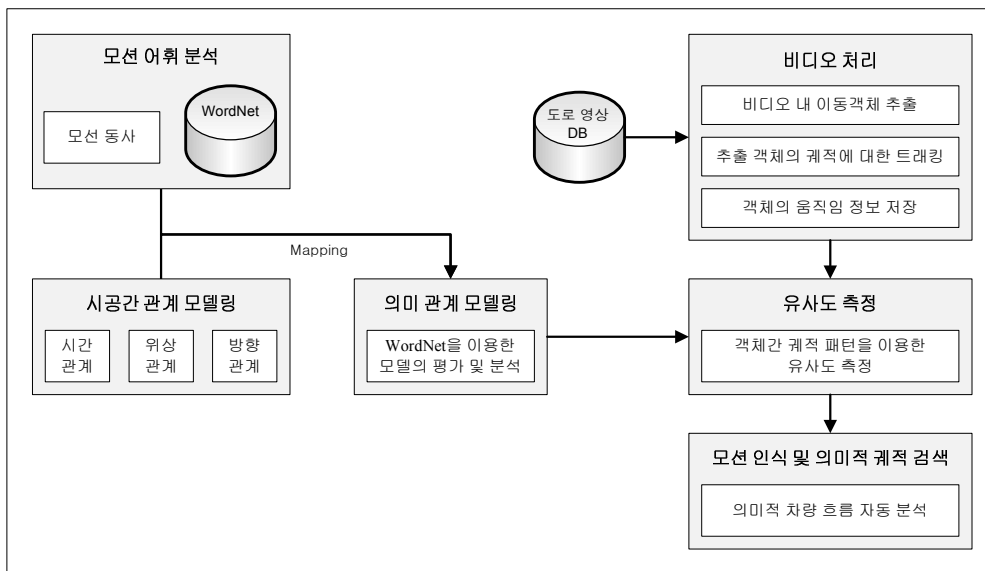 모션 어휘 분석
모선 동사
WordNet
Mapping
시공간 관계 모델링
시간
관계
위상
관계
방향
관계
의미 관계 모델링
WordNet을 이용한
모델의 평가 및 분석
도로 영상
DB
비디오 처리
비디오 내 이동객체 추출
추출 객체의 궤적에 대한 트래킹
객체의 움직임 정보 저장
유사도 측정
객체간 궤적 패턴을 이용한
유사도 측정
모션 인식 및 의미적 궤적 검색
의미적 차량 흐름 자동 분석